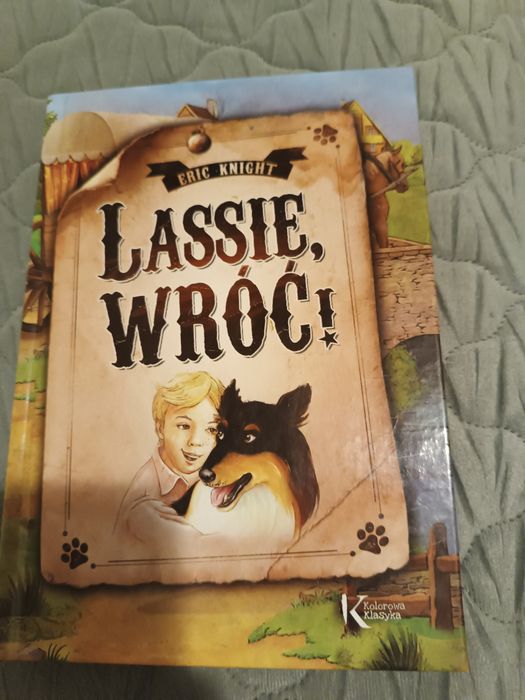 ERIC KNIGHT
LASSIE,
WRÓĆ!
K Kolorowa
Klasyka